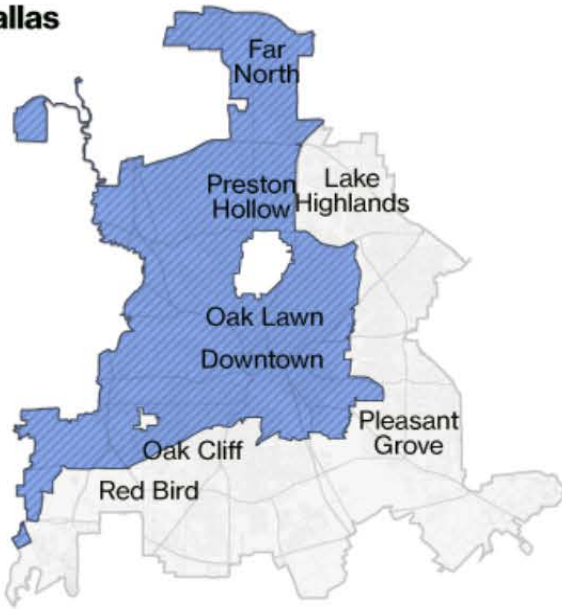 allas
Far
North
Preston
Hollow
Lake
Highlands
Oak Lawn
Downtown
Pleasant
Grove
Oak Cliff
Red Bird